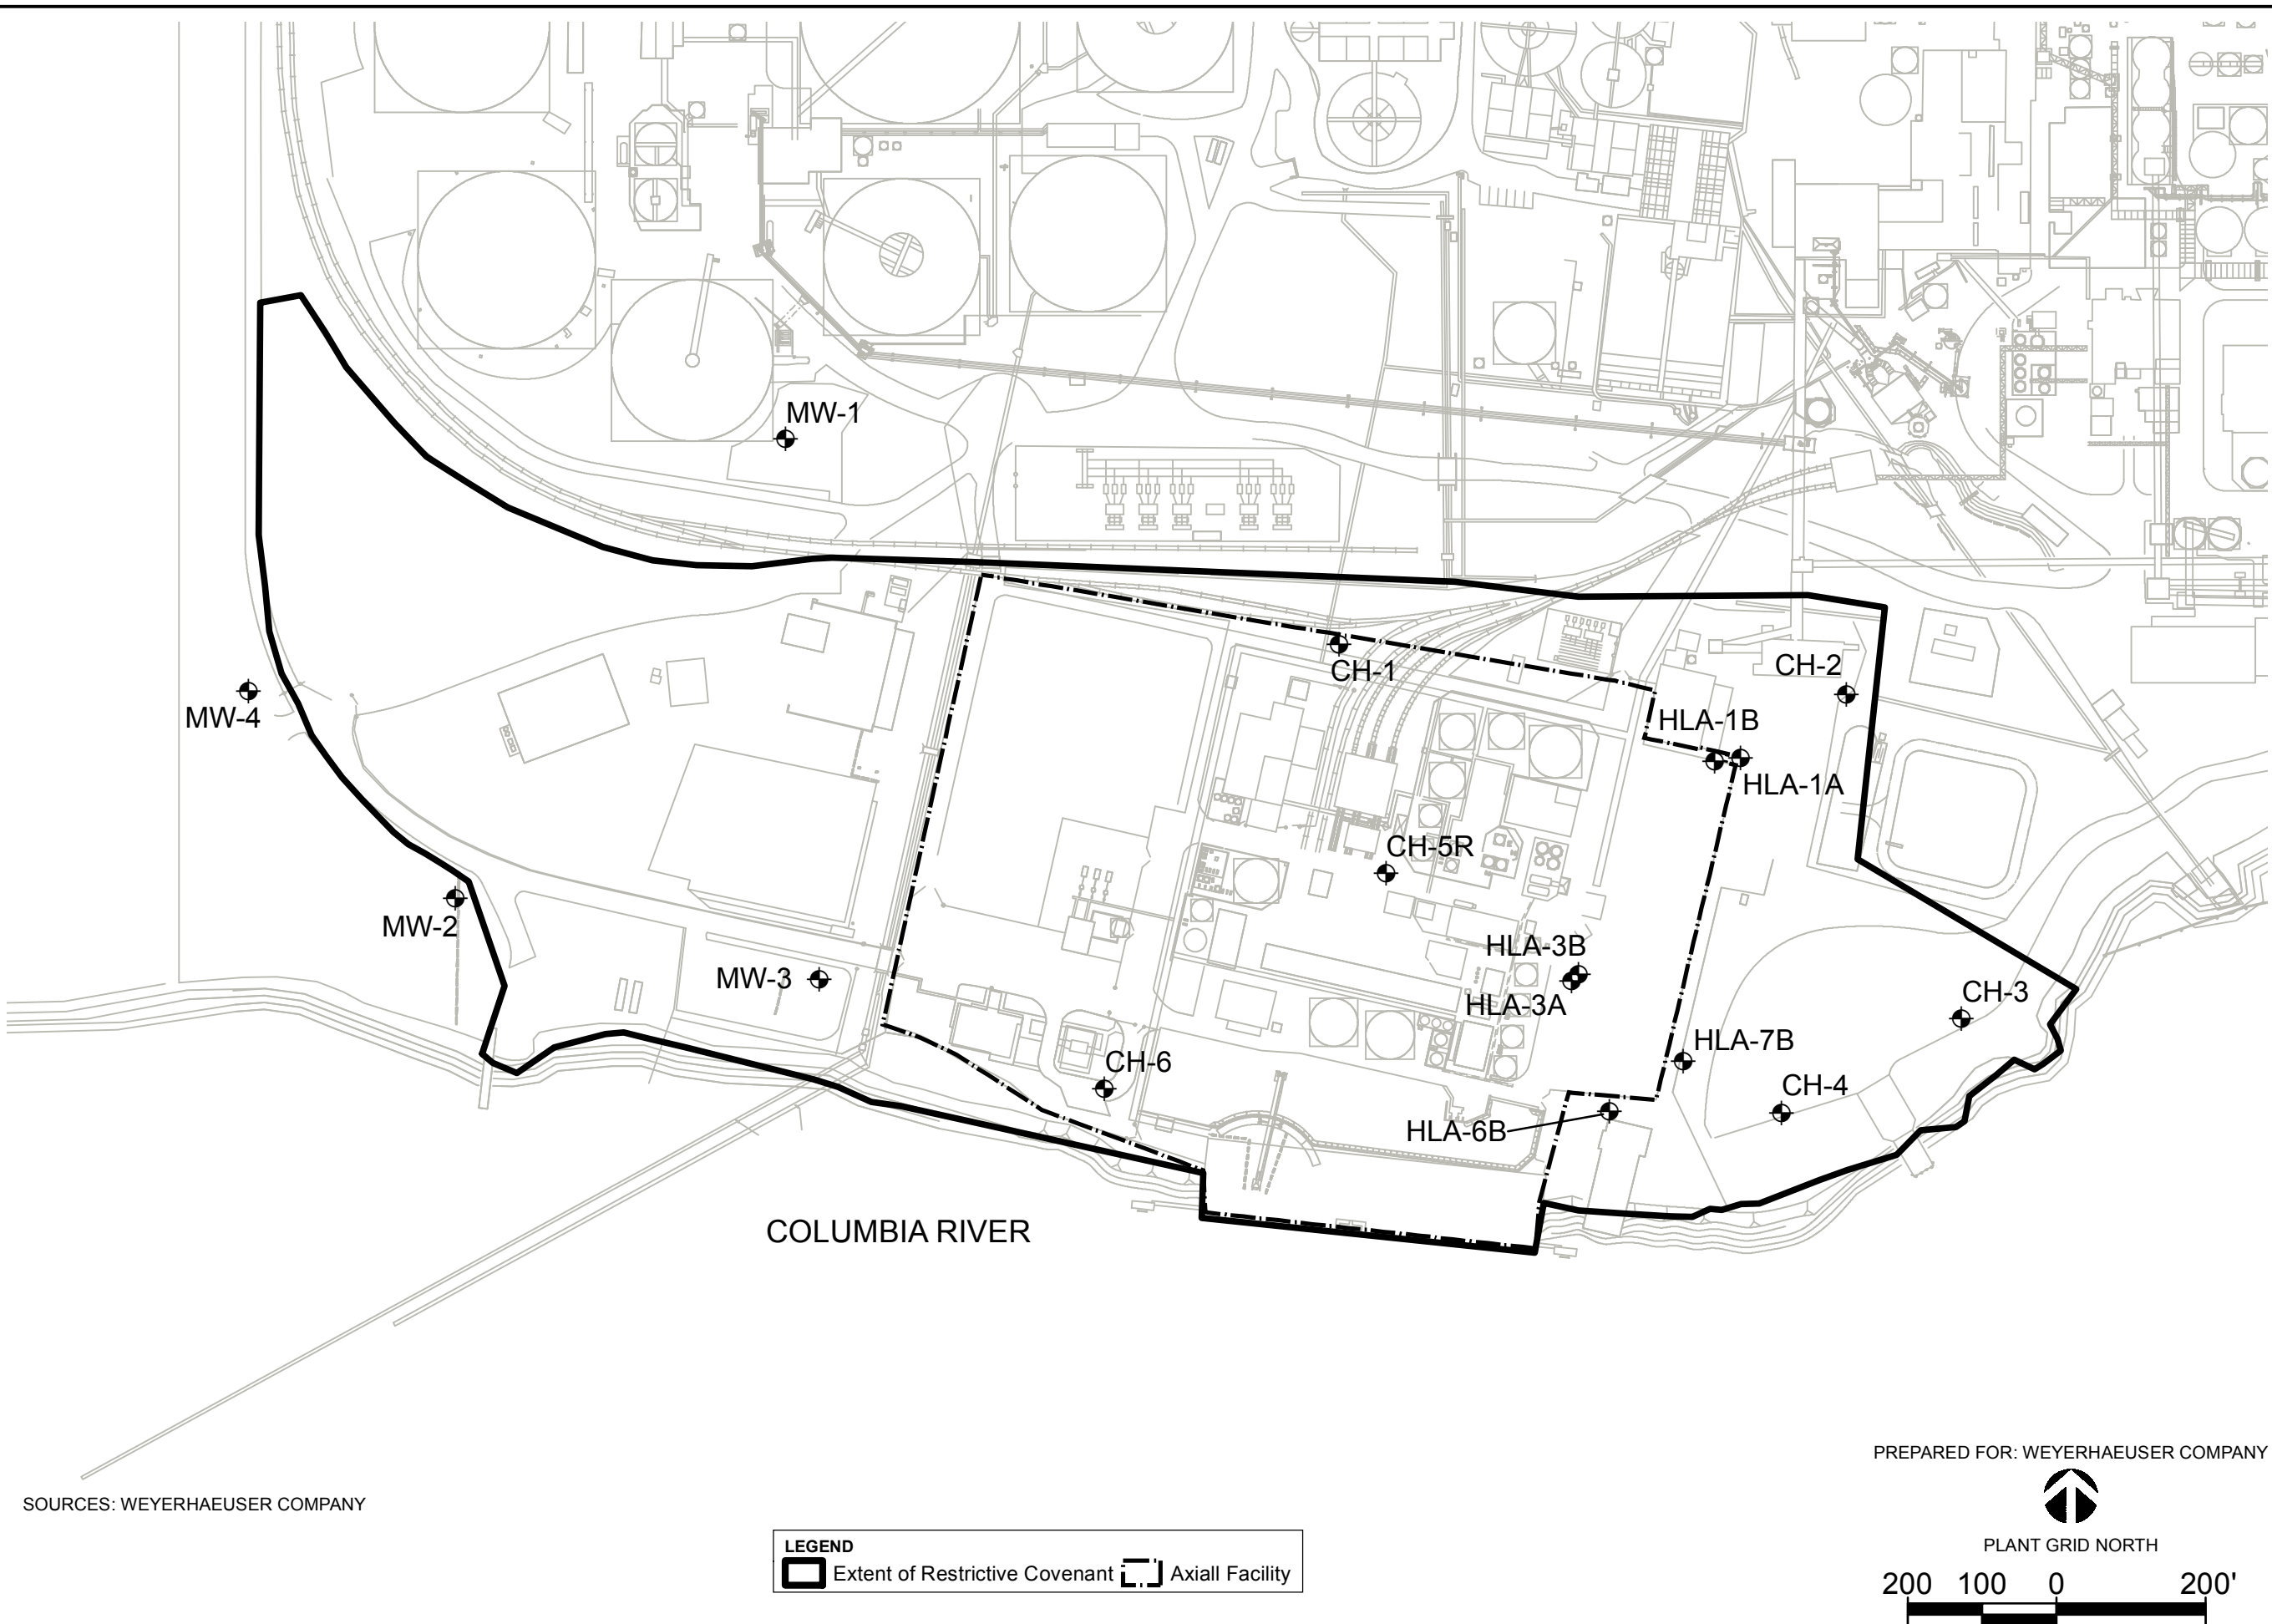 MW-1
CH-1
CH-2
MW-4
HLA-1B
HLA-1A
CH-5R
MW-2
HLA-3B
MW-3
CH-3
HLA-3A
HLA-7B
CH-6
CH-4
HLA-6B
COLUMBIA RIVER
PREPARED FOR: WEYERHAEUSER COMPANY
SOURCES: WEYERHAEUSER COMPANY
PLANT GRID NORTH
LEGEND
Extent of Restrictive Covenant Axiall Facility
200 100 0 200'